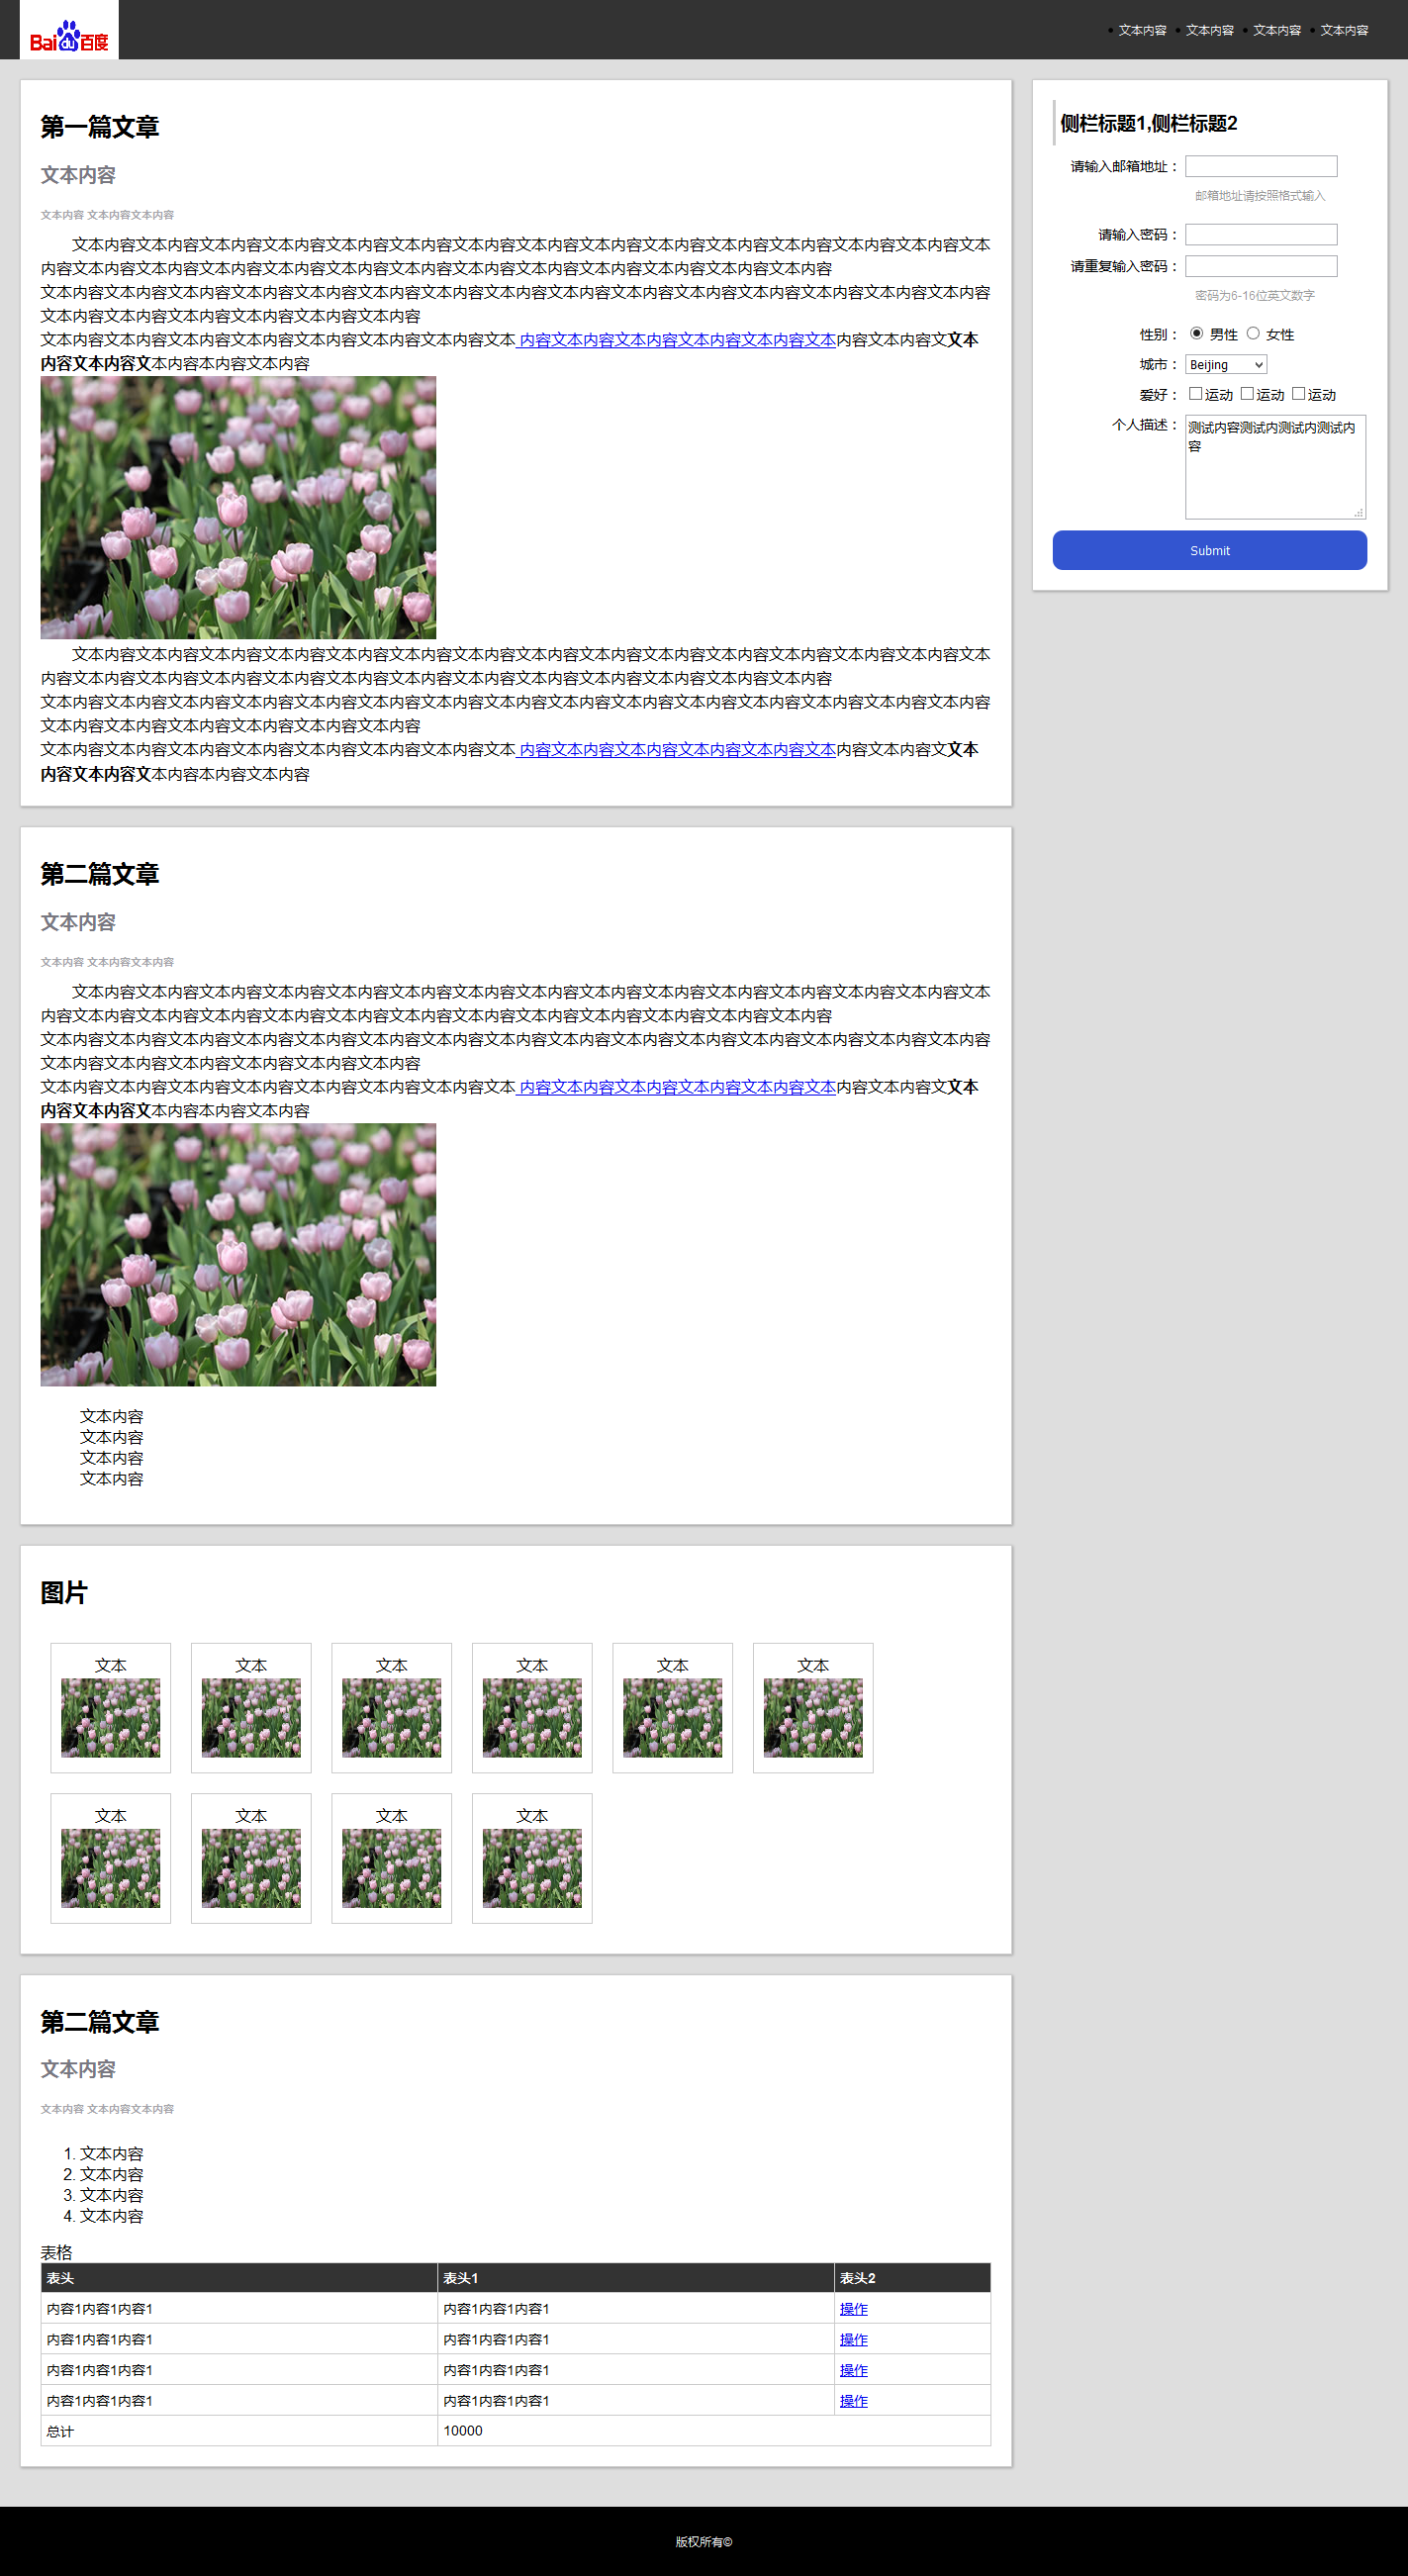 Bai du 百度
文本内容 文本内容 文本内容 文本内容
第一篇文章
文本内容
文本内容 文本内容文本内容
文本内容文本内容文本内容文本内容文本内容文本内容文本内容文本内容文本内容文本内容文本内容文本内容文本内容文本内容文本
内容文本内容文本内容文本内容文本内容文本内容文本内容文本内容文本内容文本内容文本内容文本内容文本内容
文本内容文本内容文本内容文本内容文本内容文本内容文本内容文本内容文本内容文本内容文本内容文本内容文本内容文本内容文本内容
文本内容文本内容文本内容文本内容文本内容文本内容
文本内容文本内容文本内容文本内容文本内容文本内容文本内容文本 内容文本内容文本内容文本内容文本内容文本内容文本内容文文本
内容文本内容文本内容本内容文本内容
文本内容文本内容文本内容文本内容文本内容文本内容文本内容文本内容文本内容文本内容文本内容文本内容文本内容文本内容文本
内容文本内容文本内容文本内容文本内容文本内容文本内容文本内容文本内容文本内容文本内容文本内容文本内容
文本内容文本内容文本内容文本内容文本内容文本内容文本内容文本内容文本内容文本内容文本内容文本内容文本内容文本内容文本内容
文本内容文本内容文本内容文本内容文本内容文本内容
文本内容文本内容文本内容文本内容文本内容文本内容文本内容文本 内容文本内容文本内容文本内容文本内容文本内容文本内容文文本
内容文本内容文本内容本内容文本内容
第二篇文章
文本内容
文本内容 文本内容文本内容
文本内容文本内容文本内容文本内容文本内容文本内容文本内容文本内容文本内容文本内容文本内容文本内容文本内容文本内容文本
内容文本内容文本内容文本内容文本内容文本内容文本内容文本内容文本内容文本内容文本内容文本内容文本内容
文本内容文本内容文本内容文本内容文本内容文本内容文本内容文本内容文本内容文本内容文本内容文本内容文本内容文本内容文本内容
文本内容文本内容文本内容文本内容文本内容文本内容
文本内容文本内容文本内容文本内容文本内容文本内容文本内容文本 内容文本内容文本内容文本内容文本内容文本内容文本内容文文本
内容文本内容文本内容本内容文本内容
文本内容
文本内容
文本内容
文本内容
图片
文本 文本 文本 文本 文本 文本
文本 文本 文本 文本
第二篇文章
文本内容
文本内容 文本内容文本内容
1. 文本内容
2. 文本内容
3. 文本内容
4. 文本内容
表格
表头 表头1 表头2
内容1内容1内容1 内容1内容1内容1 操作
内容1内容1内容1 内容1内容1内容1 操作
内容1内容1内容1 内容1内容1内容1 操作
内容1内容1内容1 内容1内容1内容1 操作
总计 10000
侧栏标题1,侧栏标题2
请输入邮箱地址：
邮箱地址请按照格式输入
请输入密码：
请重复输入密码：
密码为6-16位英文数字
性别： 男性 女性
城市： Beijing
爱好： 运动 运动 运动
个人描述： 测试内容测试内测试内测试内
容
Submit
版权所有©